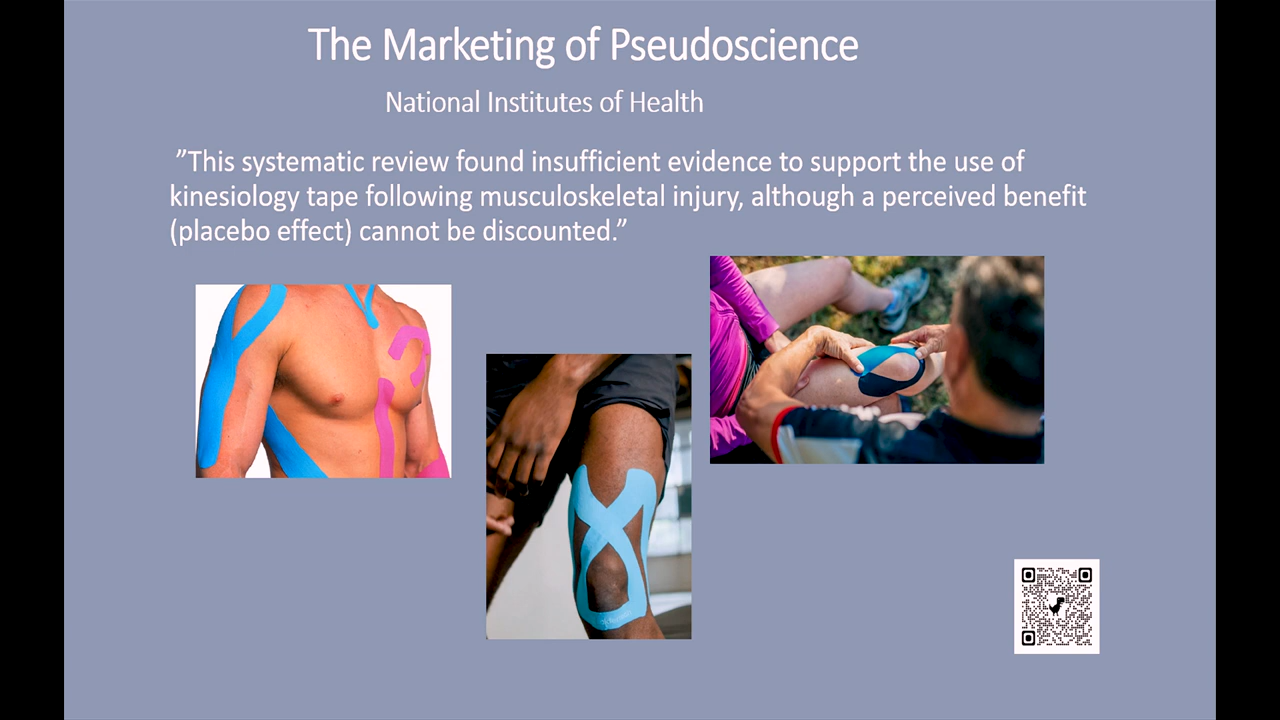 The Marketing of Pseudoscience
National Institutes of Health
”This systematic review found insufficient evidence to support the use of
kinesiology tape following musculoskeletal injury, although a perceived benefit
(placebo effect) cannot be discounted.”